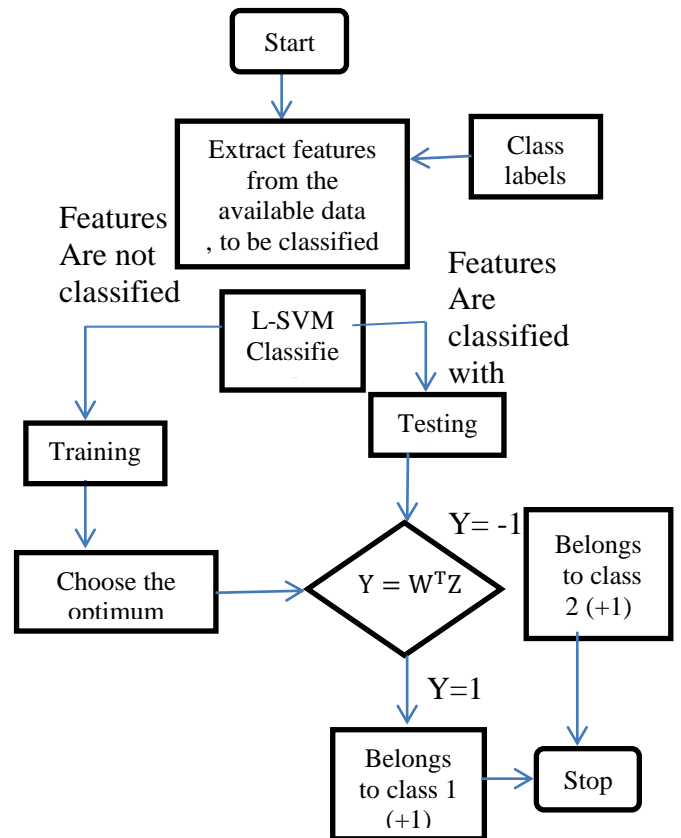 Start
Extract features
from the
available data
, to be classified
Class
labels
Features
Are not
classified
Features
Are
classified
with
L-SVM
Classifie
Training
Testing
Choose the
optimum
Y = WᵀZ
Y= -1
Belongs
to class
2 (+1)
Y=1
Belongs
to class 1
(+1)
Stop